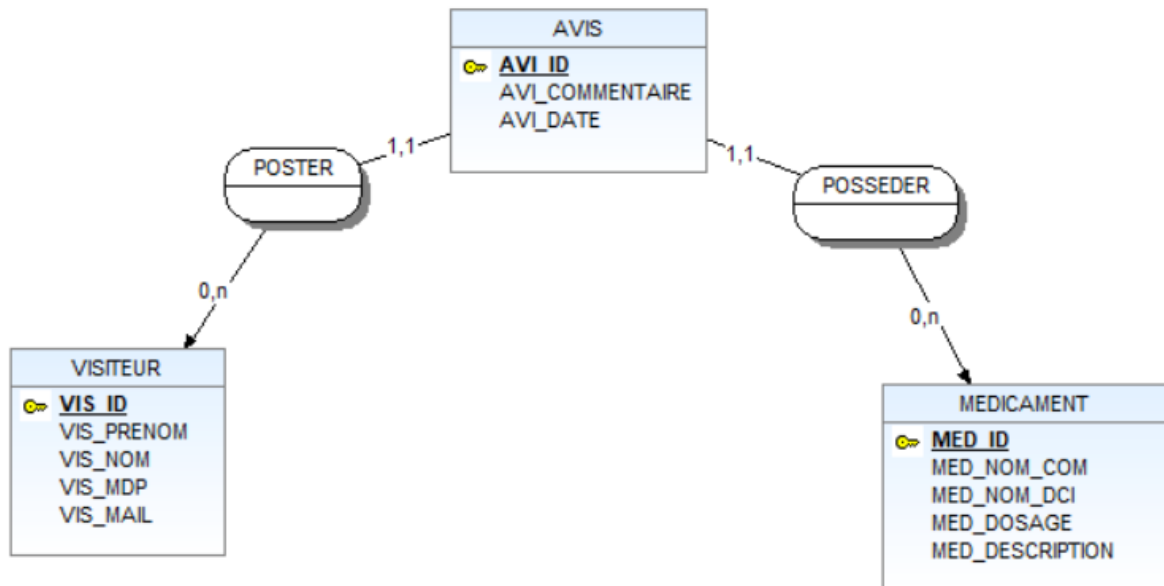 AVIS
AVI_ID
AVI_COMMENTAIRE
AVI_DATE
1,1
1,1
POSTER
POSSEDER
0,n
0,n
VISITEUR
VIS_ID
VIS_PRENOM
VIS_NOM
VIS_MDP
VIS_MAIL
MEDICAMENT
MED_ID
MED_NOM_COM
MED_NOM_DCI
MED_DOSAGE
MED_DESCRIPTION